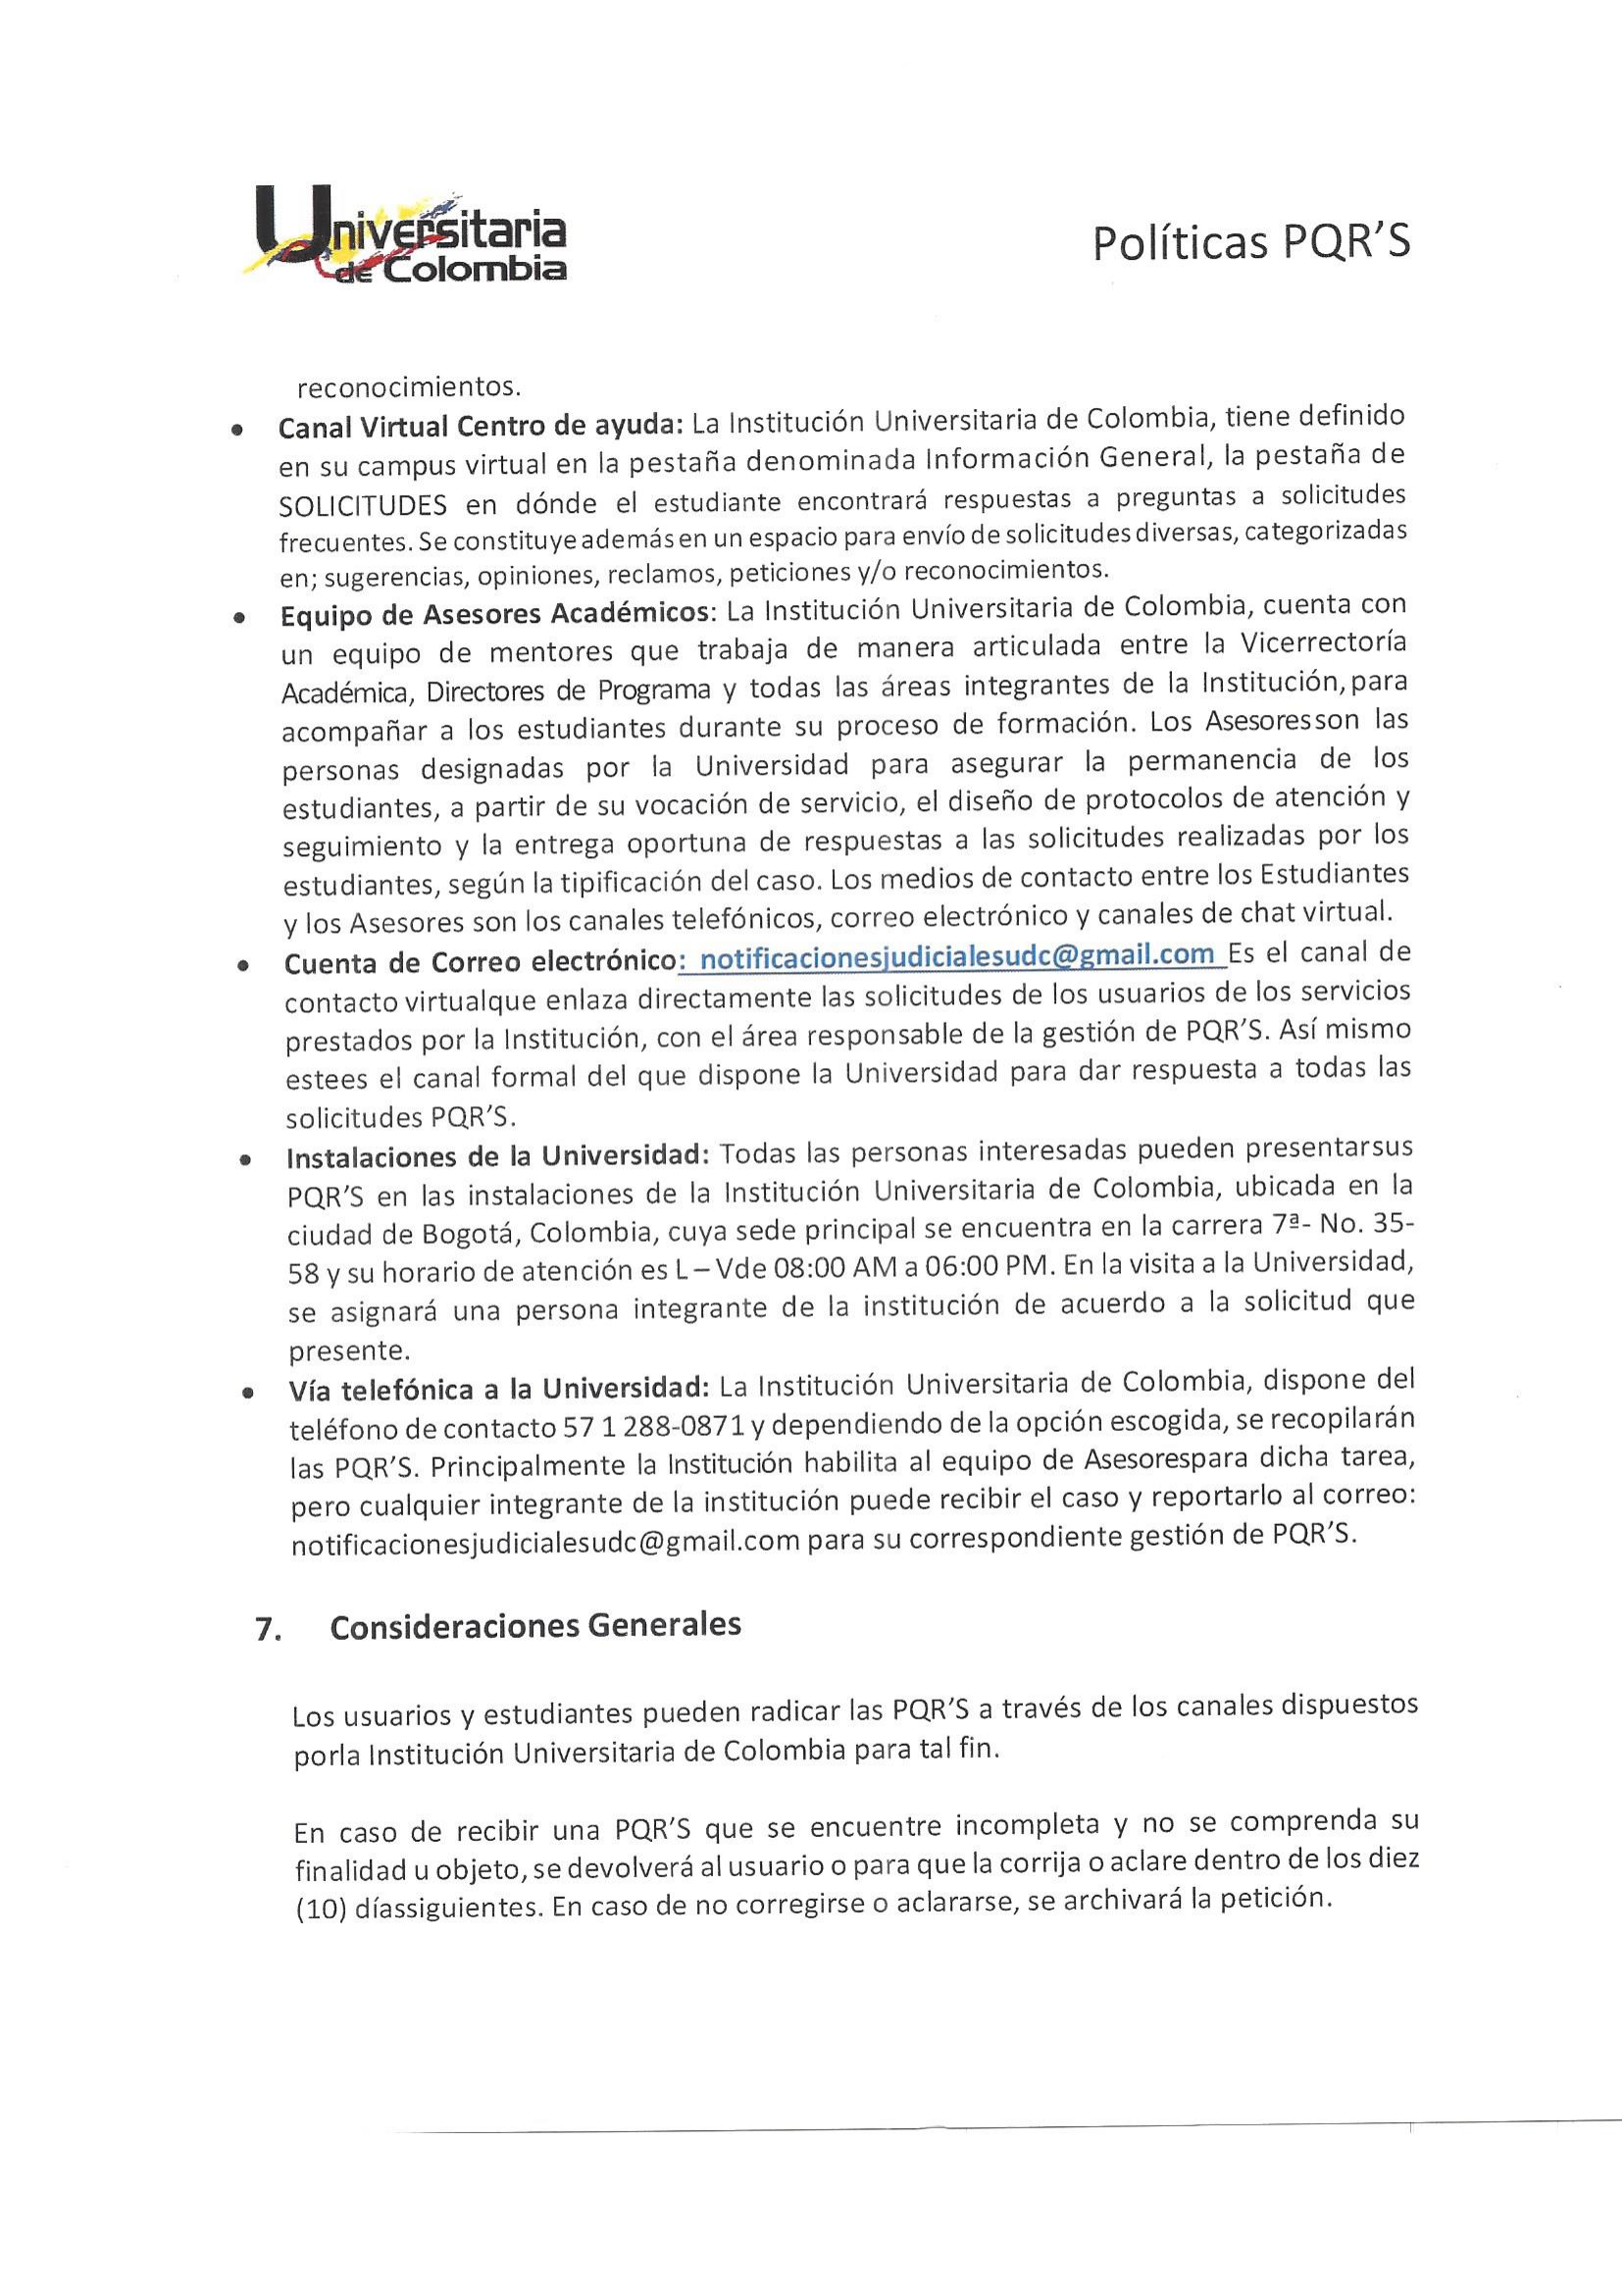 Universitaria
de Colombia
Políticas PQR’S
reconocimientos.
• Canal Virtual Centro de ayuda: La Institución Universitaria de Colombia, tiene definido
en su campus virtual en la pestaña denominada Información General, la pestaña de
SOLICITUDES en dónde el estudiante encontrará respuestas a preguntas a solicitudes
frecuentes. Se constituye además en un espacio para envío de solicitudes diversas, categorizadas
en; sugerencias, opiniones, reclamos, peticiones y/o reconocimientos.
• Equipo de Asesores Académicos: La Institución Universitaria de Colombia, cuenta con
un equipo de mentores que trabaja de manera articulada entre la Vicerrectoría
Académica, Directores de Programa y todas las áreas integrantes de la Institución, para
acompañar a los estudiantes durante su proceso de formación. Los Asesoresson las
personas designadas por la Universidad para asegurar la permanencia de los
estudiantes, a partir de su vocación de servicio, el diseño de protocolos de atención y
seguimiento y la entrega oportuna de respuestas a las solicitudes realizadas por los
estudiantes, según la tipificación del caso. Los medios de contacto entre los Estudiantes
y los Asesores son los canales telefónicos, correo electrónico y canales de chat virtual.
• Cuenta de Correo electrónico: notificacionesjudicialesudc@gmail.com Es el canal de
contacto virtualque enlaza directamente las solicitudes de los usuarios de los servicios
prestados por la Institución, con el área responsable de la gestión de PQR’S. Así mismo
estees el canal formal del que dispone la Universidad para dar respuesta a todas las
solicitudes PQR’S.
• Instalaciones de la Universidad: Todas las personas interesadas pueden presentarsus
PQR’S en las instalaciones de la Institución Universitaria de Colombia, ubicada en la
ciudad de Bogotá, Colombia, cuya sede principal se encuentra en la carrera 7ª- No. 35-
58 y su horario de atención es L – Vde 08:00 AM a 06:00 PM. En la visita a la Universidad,
se asignará una persona integrante de la institución de acuerdo a la solicitud que
presente.
• Vía telefónica a la Universidad: La Institución Universitaria de Colombia, dispone del
teléfono de contacto 57 1 288-0871 y dependiendo de la opción escogida, se recopilarán
las PQR’S. Principalmente la Institución habilita al equipo de Asesorespara dicha tarea,
pero cualquier integrante de la institución puede recibir el caso y reportarlo al correo:
notificacionesjudicialesudc@gmail.com para su correspondiente gestión de PQR’S.
7. Consideraciones Generales
Los usuarios y estudiantes pueden radicar las PQR’S a través de los canales dispuestos
porla Institución Universitaria de Colombia para tal fin.
En caso de recibir una PQR’S que se encuentre incompleta y no se comprenda su
finalidad u objeto, se devolverá al usuario o para que la corrija o aclare dentro de los diez
(10) díassiguientes. En caso de no corregirse o aclararse, se archivará la petición.